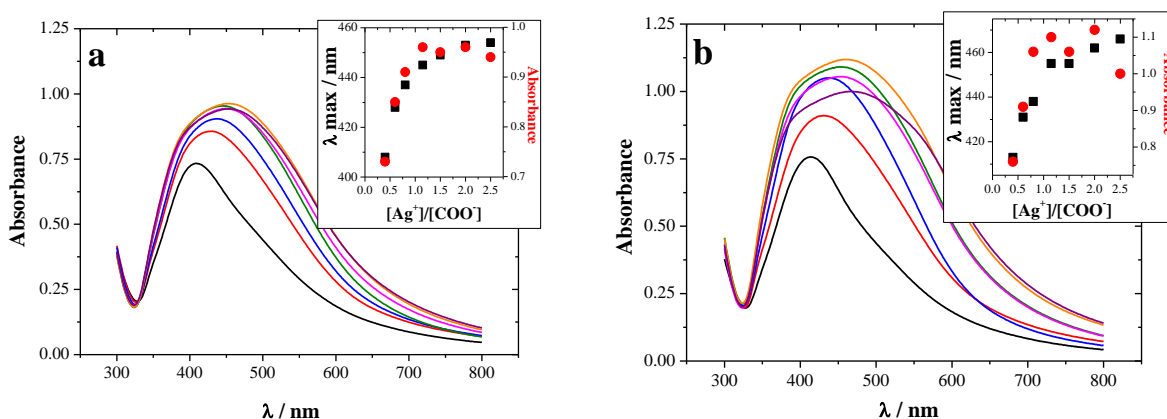 a
1.25
1.00
0.75
0.50
0.25
0.00
Absorbance
300 400 500 600 700 800
λ / nm
460
440
420
400
λ max / nm
1.0
0.9
0.8
0.7
Absorbance
0.0 0.5 1.0 1.5 2.0 2.5
[Ag⁺]/[COO⁻]
b
1.25
1.00
0.75
0.50
0.25
0.00
Absorbance
300 400 500 600 700 800
λ / nm
460
440
420
λ max / nm
1.1
1.0
0.9
0.8
Absorbance
0.0 0.5 1.0 1.5 2.0 2.5
[Ag⁺]/[COO⁻]